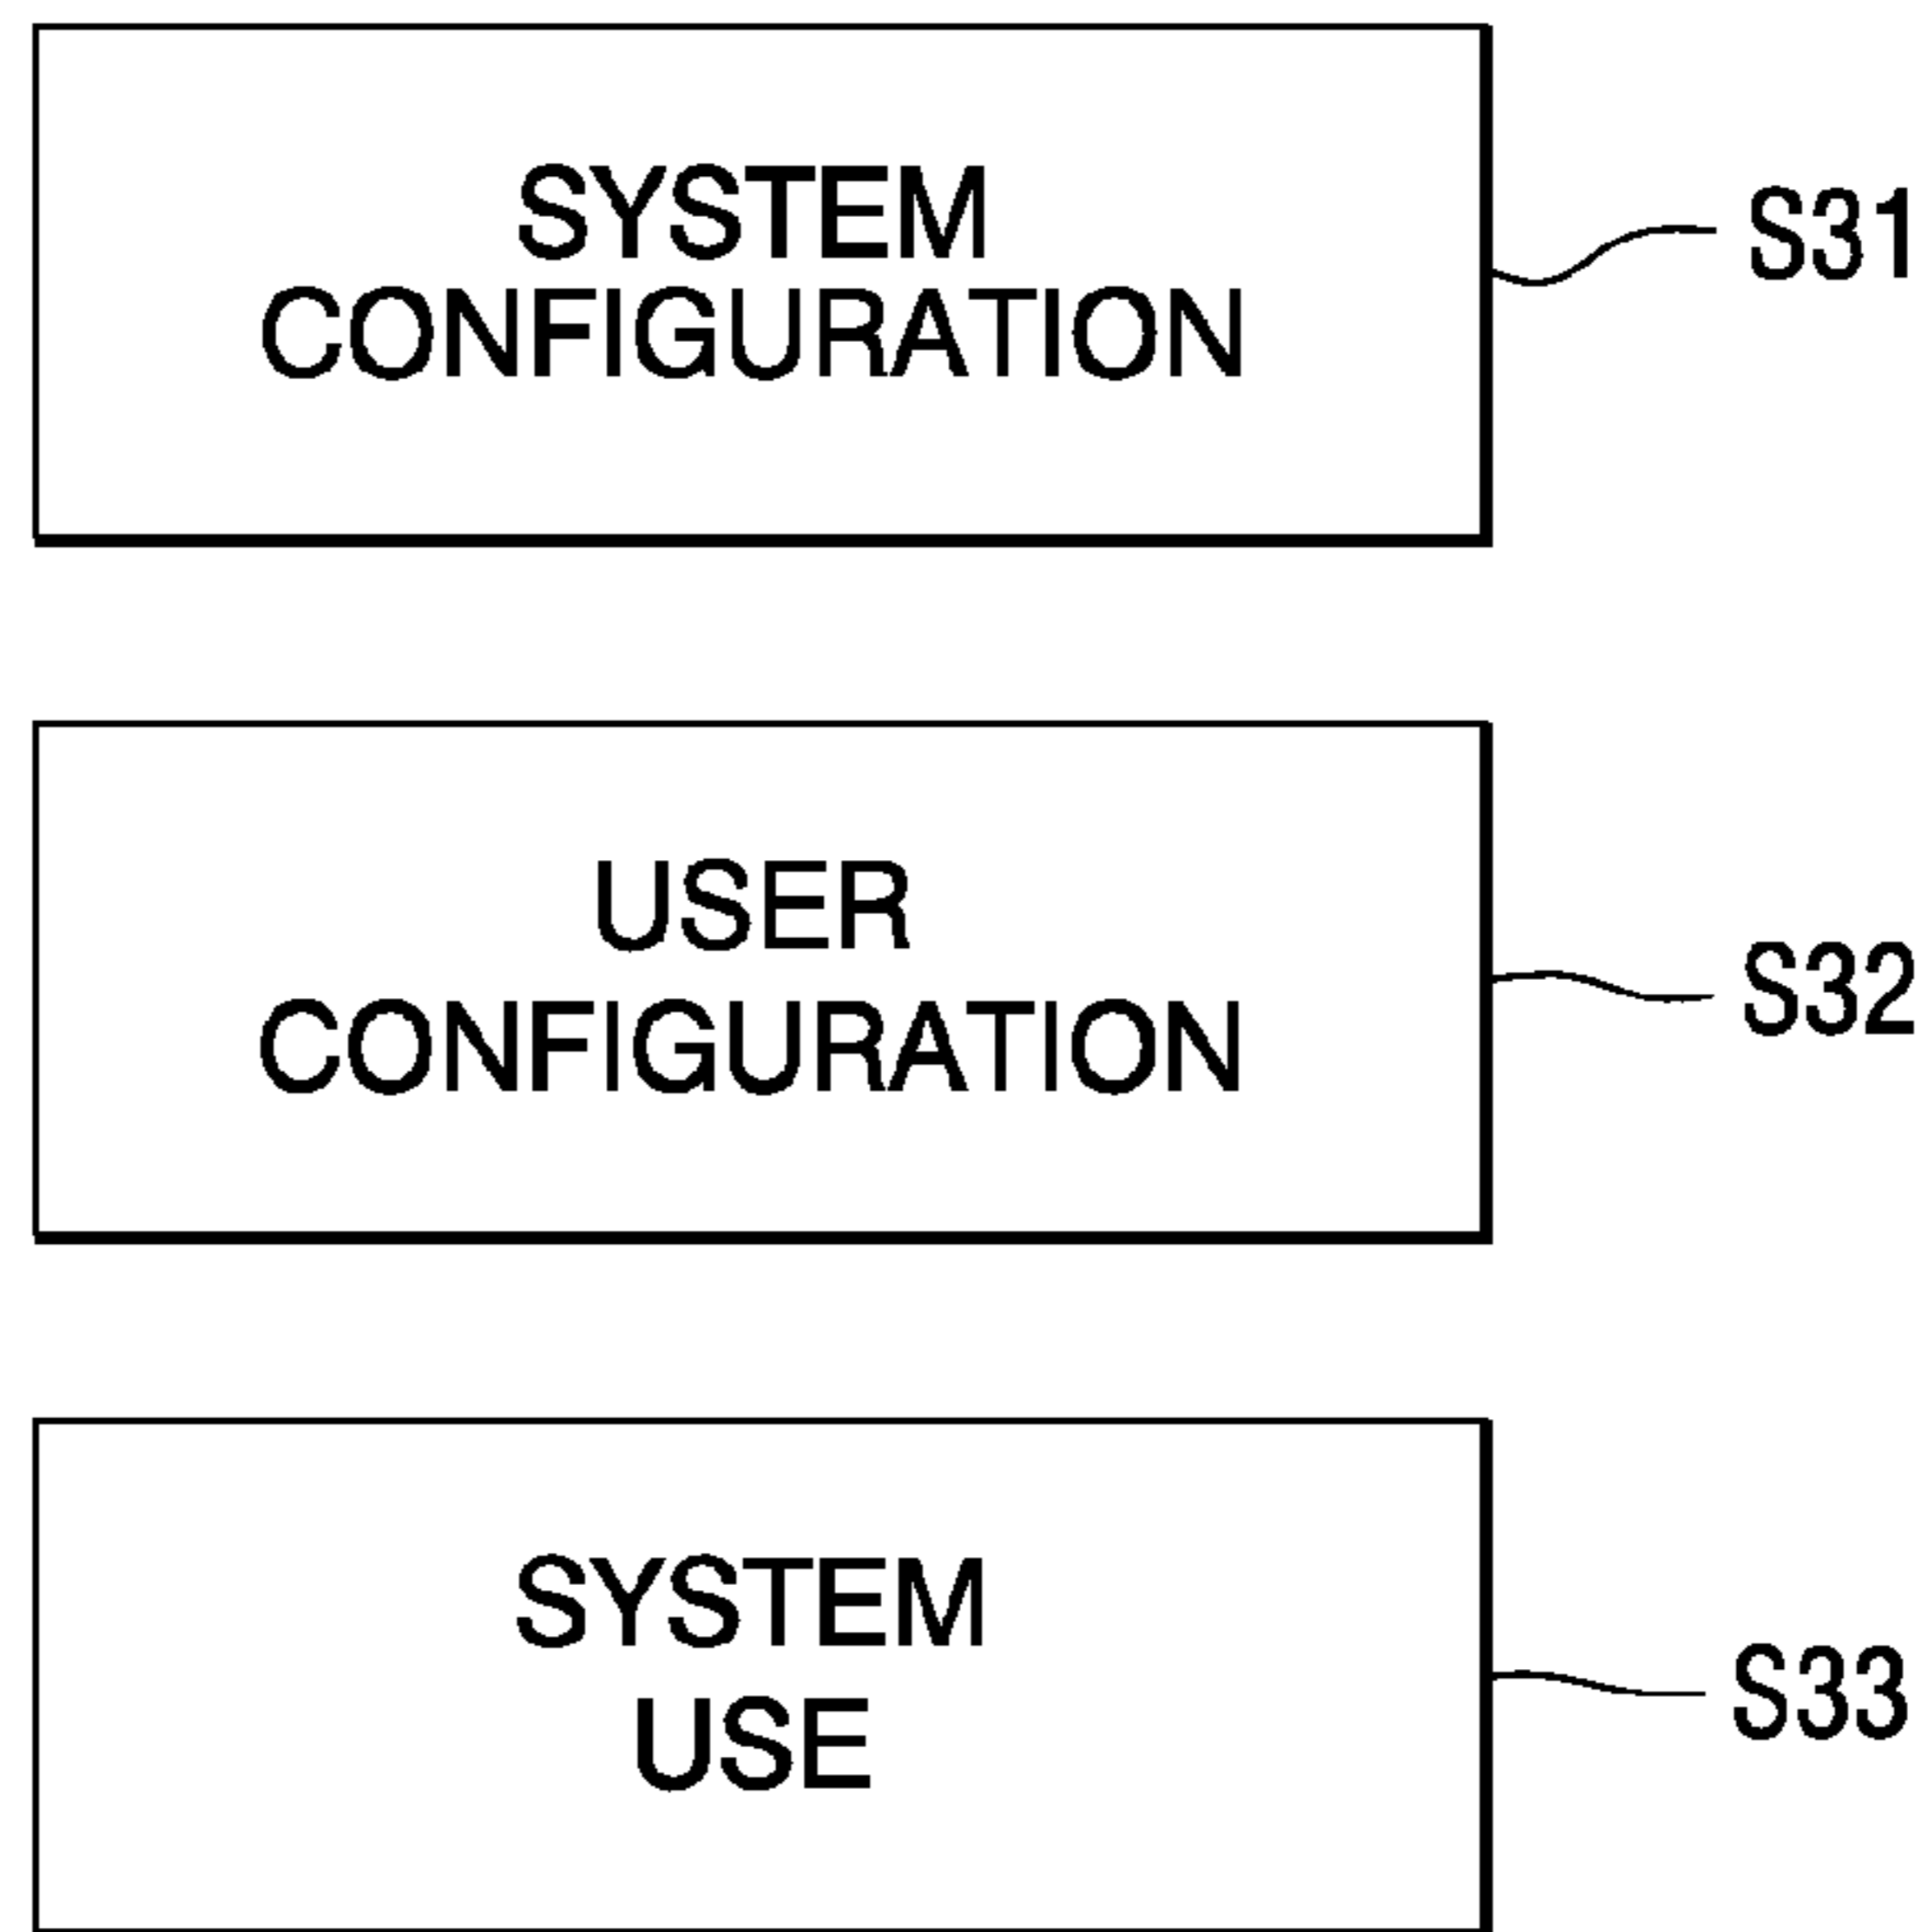 SYSTEM
CONFIGURATION
S31
USER
CONFIGURATION
S32
SYSTEM
USE
S33